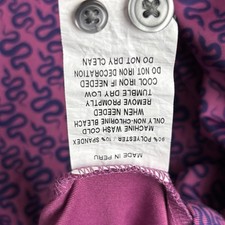 MADE IN PERU
90% POLYESTER / 10% SPANDEX
MACHINE WASH COLD
ONLY NON-CHLORINE BLEACH
WHEN NEEDED
REMOVE PROMPTLY
TUMBLE DRY LOW
COOL IRON IF NEEDED
DO NOT IRON DECORATION
DO NOT DRY CLEAN